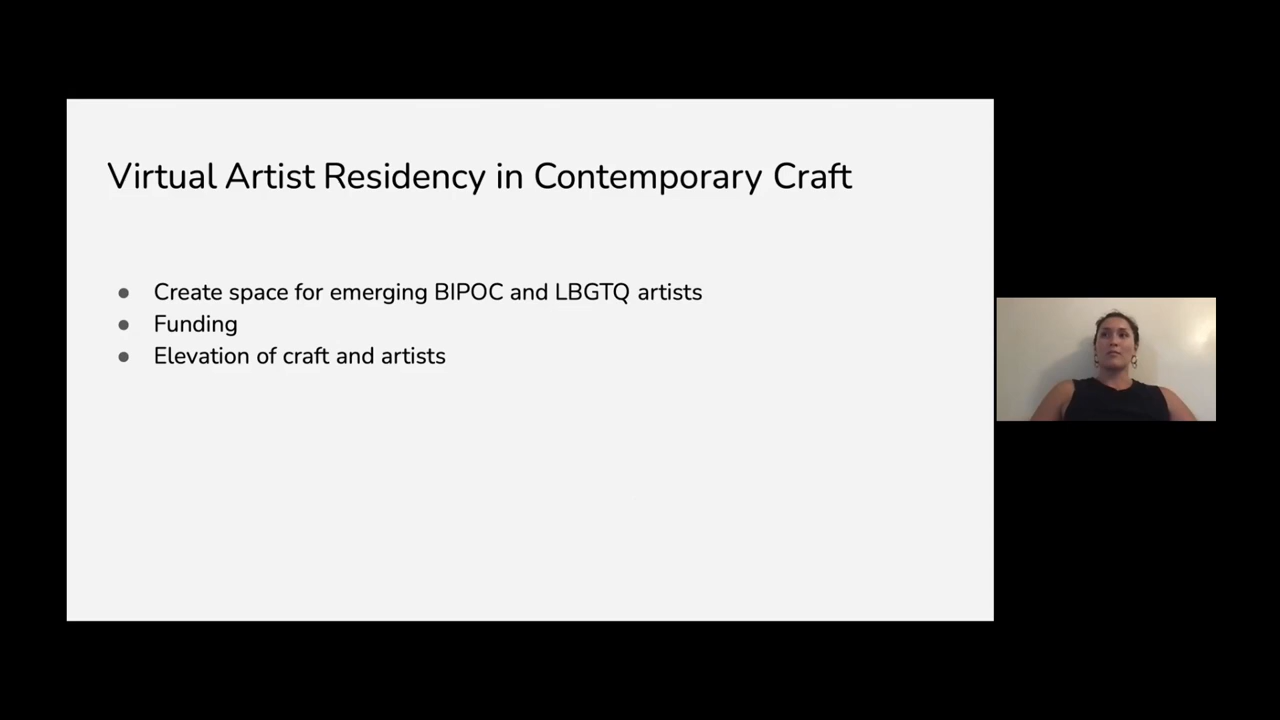 Virtual Artist Residency in Contemporary Craft
● Create space for emerging BIPOC and LBGTQ artists
● Funding
● Elevation of craft and artists